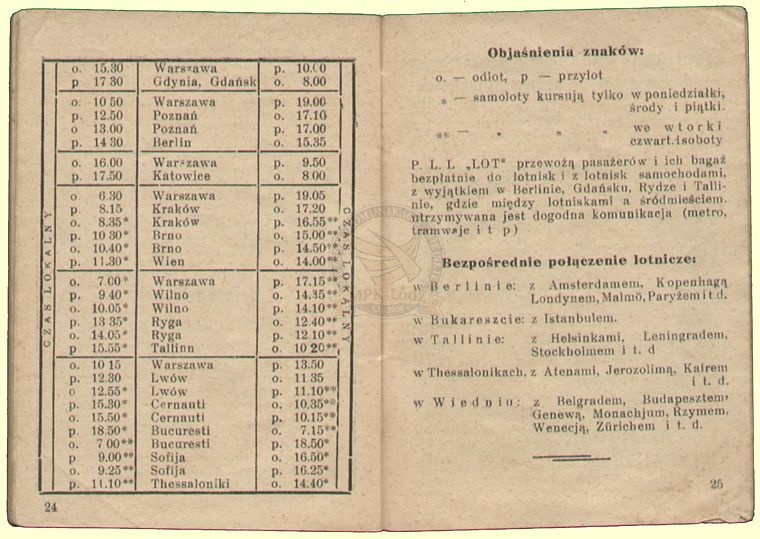 CZAS LOKALNY
o. 15.30 Warszawa p. 10.00
p 17 30 Gdynia, Gdańsk o. 8.00
o. 10 50 Warszawa p. 19.00
p. 12.50 Poznań o. 17.10
o 13.00 Poznań p. 17.00
p. 14 30 Berlin o. 15.35
o. 16.00 Warszawa p. 9.50
p. 17.50 Katowice o. 8.00
o 6.30 Warszawa p. 19.05
p. 8.15 Kraków o. 17.20
o. 8.35* Kraków p. 16.55**
p. 10 30* Brno o. 15.00**
o. 10.40* Brno p. 14.50**
p. 11.30* Wien o. 14.00**
o. 7.00* Warszawa p. 17.15**
p. 9 40* Wilno o. 14.35**
o. 10.05* Wilno p. 14.10**
p. 13 35* Ryga o. 12.40**
o. 14.05* Ryga p. 12.10**
p. 15.55* Tallinn o. 10 20**
o. 10 15 Warszawa p. 13.50
p. 12.30 Lwów o. 11 35
o 12.55* Lwów p. 11.10**
p. 15.30* Cernauti o. 10.35**
o. 15.50* Cernauti p. 10.15**
p. 18.50* Bucuresti o. 7.15**
o. 7 00** Bucuresti p. 18.50*
p. 9.00** Sofija o. 16.50*
o. 9.25** Sofija p. 16.25*
p. 11.10** Thessaloniki o. 14.40*
CZAS LOKALNY
24
Objaśnienia znaków:
o. — odlot, p — przylot
* — samoloty kursują tylko w poniedziałki,
środy i piątki.
** — „ „ „ we wtorki
czwart. i soboty
P. L. L „LOT" przewożą pasażerów i ich bagaż
bezpłatnie do lotnisk i z lotnisk samochodami,
z wyjątkiem w Berlinie, Gdańsku, Rydze i Talli-
nie, gdzie między lotniskami a śródmieściem.
utrzymywana jest dogodna komunikacja (metro,
tramwaje i t p)
Bezpośrednie połączenie lotnicze:
w Berlinie: z Amsterdamem, Kopenhagą
Londynem, Malmö, Paryżem i t d.
w Bukareszcie: z Istanbulem.
w Tallinie: z Helsinkami, Leningradem,
Stockholmem i t. d
w Thessalonikach, z Atenami, Jerozolimą, Kairem
i t. d.
w Wiedniu: z Belgradem, Budapesztem,
Genewą, Monachjum, Rzymem,
Wenecją, Zürichem i t. d.
25